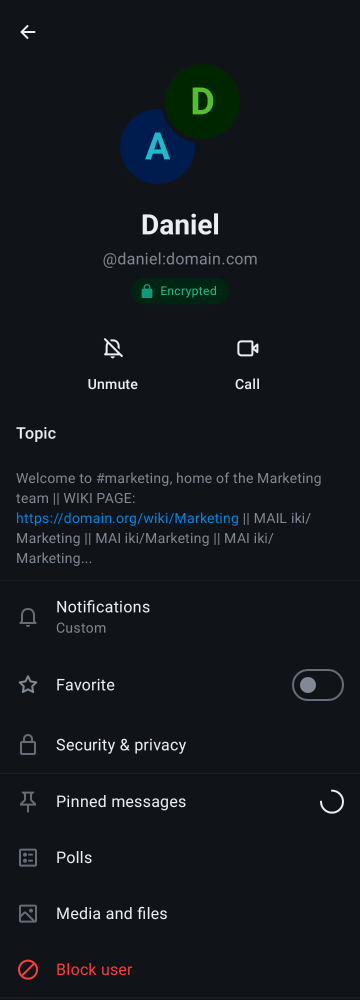 D
A
Daniel
@daniel:domain.com
Encrypted
Unmute
Call
Topic
Welcome to #marketing, home of the Marketing
team || WIKI PAGE:
https://domain.org/wiki/Marketing || MAIL iki/
Marketing || MAI iki/Marketing || MAI iki/
Marketing...
Notifications
Custom
Favorite
Security & privacy
Pinned messages
Polls
Media and files
Block user